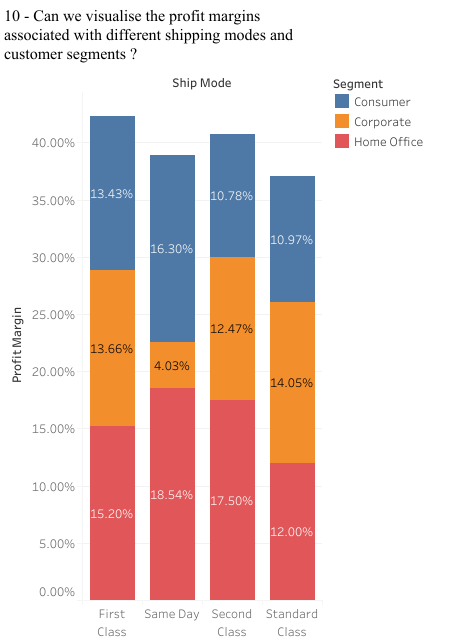 10 - Can we visualise the profit margins
associated with different shipping modes and
customer segments ?
Ship Mode
Segment
Consumer
Corporate
Home Office
Profit Margin
40.00%
35.00%
30.00%
25.00%
20.00%
15.00%
10.00%
5.00%
0.00%
13.43%
13.66%
15.20%
16.30%
4.03%
18.54%
10.78%
12.47%
17.50%
10.97%
14.05%
12.00%
First
Class
Same Day
Second
Class
Standard
Class